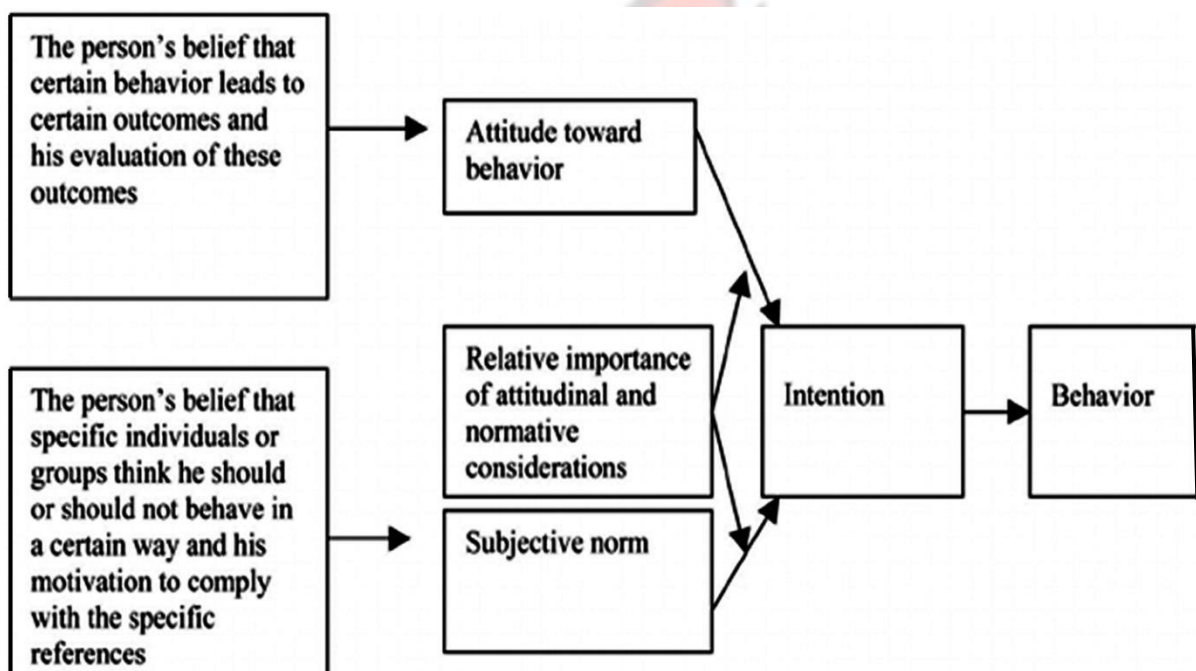 The person's belief that
certain behavior leads to
certain outcomes and
his evaluation of these
outcomes
Attitude toward
behavior
Relative importance
of attitudinal and
normative
considerations
Intention
Behavior
The person's belief that
specific individuals or
groups think he should
or should not behave in
a certain way and his
motivation to comply
with the specific
references
Subjective norm